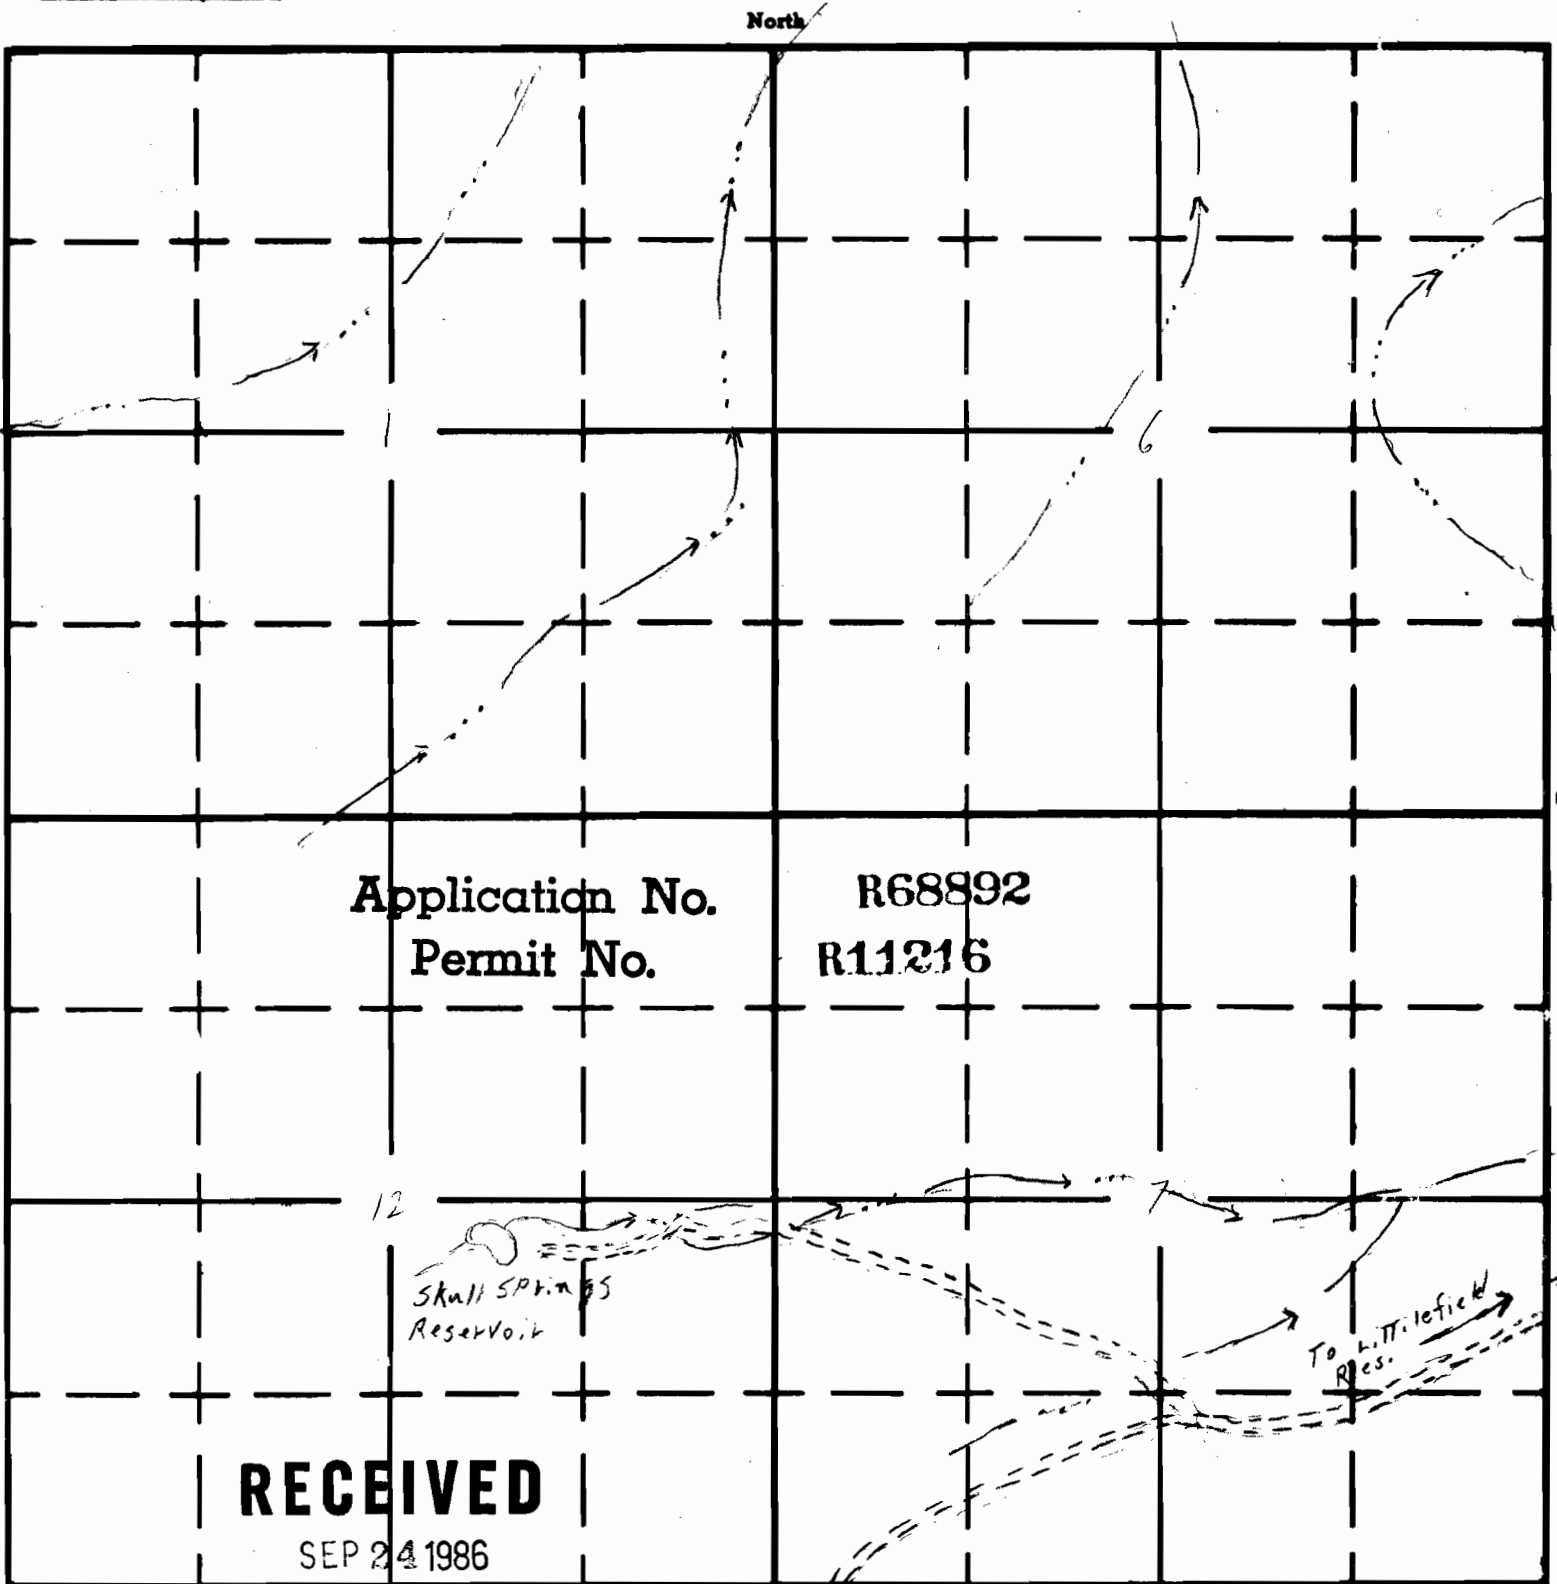 North
1
6
Application No. R68892
Permit No. R11216
12
7
Skull Springs
Reservoir
To Littilefield
Res.
RECEIVED
SEP 24 1986